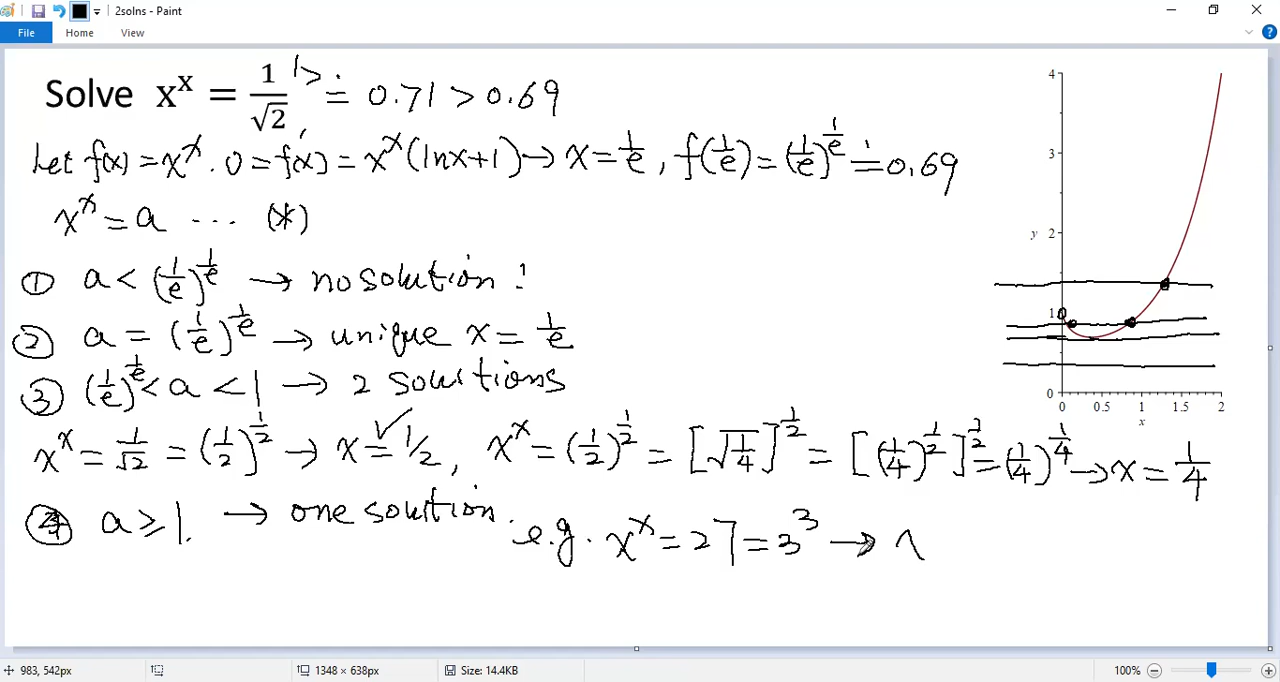 2solns - Paint
File Home View
Solve x^x = 1/√2 ≐ 0.71 > 0.69
1>
Let f(x) = x^x . 0 = f'(x) = x^x (lnx+1) → x = 1/e , f(1/e) = (1/e)^(1/e) ≐ 0.69
x^x = a ... (*)
① a < (1/e)^(1/e) → no solution !
② a = (1/e)^(1/e) → unique x = 1/e
③ (1/e)^(1/e) < a < 1 → 2 solutions
x^x = 1/√2 = (1/2)^(1/2) → x = 1/2 , x^x = (1/2)^(1/2) = [√(1/4)]^(1/2) = [(1/4)^(1/2)]^(1/2) = (1/4)^(1/4) → x = 1/4
④ a ≥ 1. → one solution. e.g. x^x = 27 = 3^3 →
4
3
y 2
1
0
0 0.5 1 1.5 2
x
983, 542px 1348 × 638px Size: 14.4KB 100%